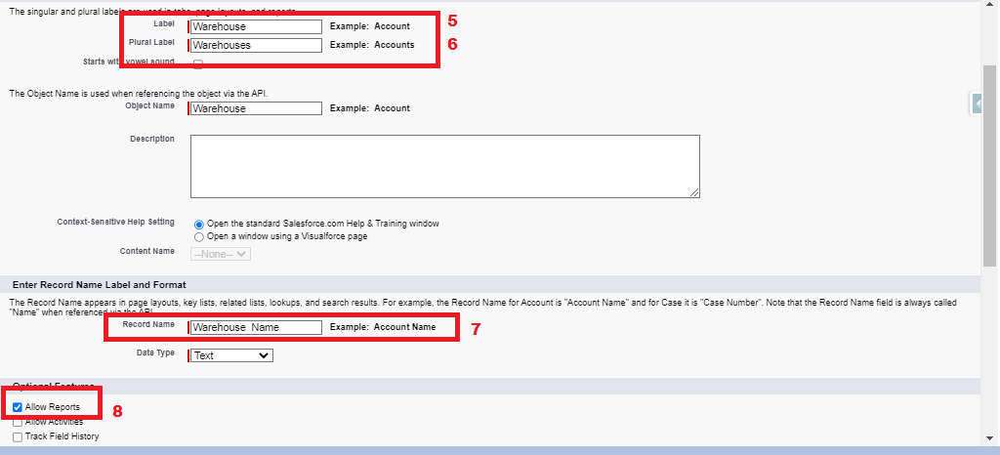 The singular and plural labels are used in tabs, page layouts, and reports.
Label Warehouse Example: Account 5
Plural Label Warehouses Example: Accounts 6
Starts with vowel sound
The Object Name is used when referencing the object via the API.
Object Name Warehouse Example: Account
Description
Context-Sensitive Help Setting Open the standard Salesforce.com Help & Training window
Open a window using a Visualforce page
Content Name --None--
Enter Record Name Label and Format
The Record Name appears in page layouts, key lists, related lists, lookups, and search results. For example, the Record Name for Account is "Account Name" and for Case it is "Case Number". Note that the Record Name field is always called
"Name" when referenced via the API.
Record Name Warehouse Name Example: Account Name 7
Data Type Text
Optional Features
Allow Reports 8
Allow Activities
Track Field History